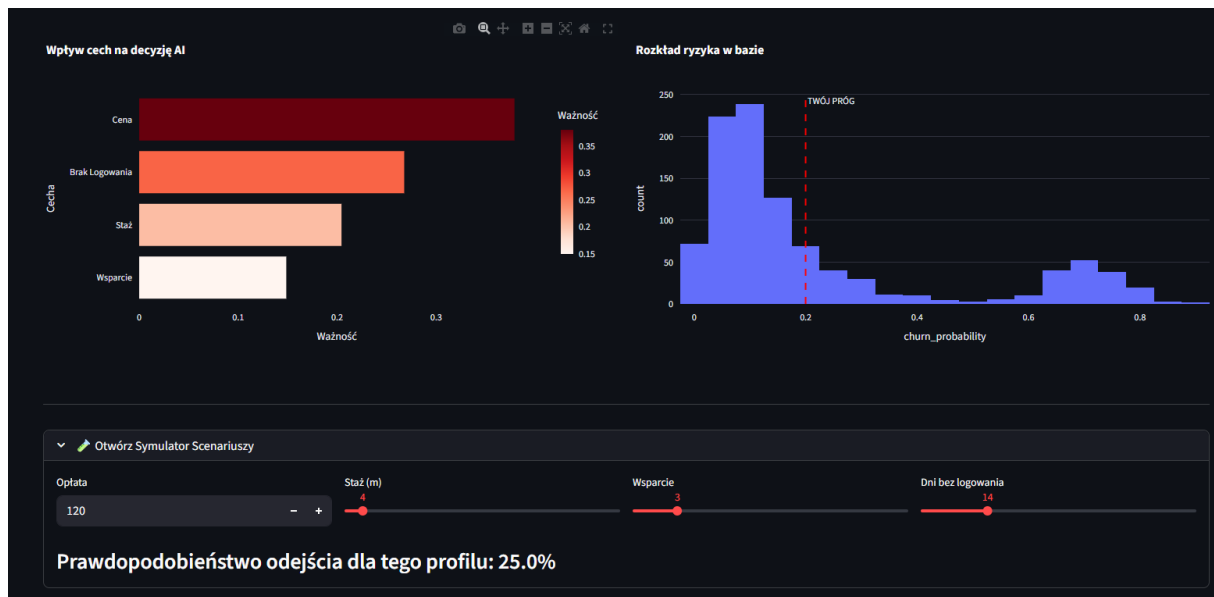 Wpływ cech na decyzję AI
Cecha
Cena
Brak Logowania
Staż
Wsparcie
0 0.1 0.2 0.3
Ważność
Ważność
0.35
0.3
0.25
0.2
0.15
Rozkład ryzyka w bazie
TWÓJ PRÓG
count
250
200
150
100
50
0
0 0.2 0.4 0.6 0.8
churn_probability
Otwórz Symulator Scenariuszy
Opłata
120 − +
Staż (m)
4
Wsparcie
3
Dni bez logowania
14
Prawdopodobieństwo odejścia dla tego profilu: 25.0%